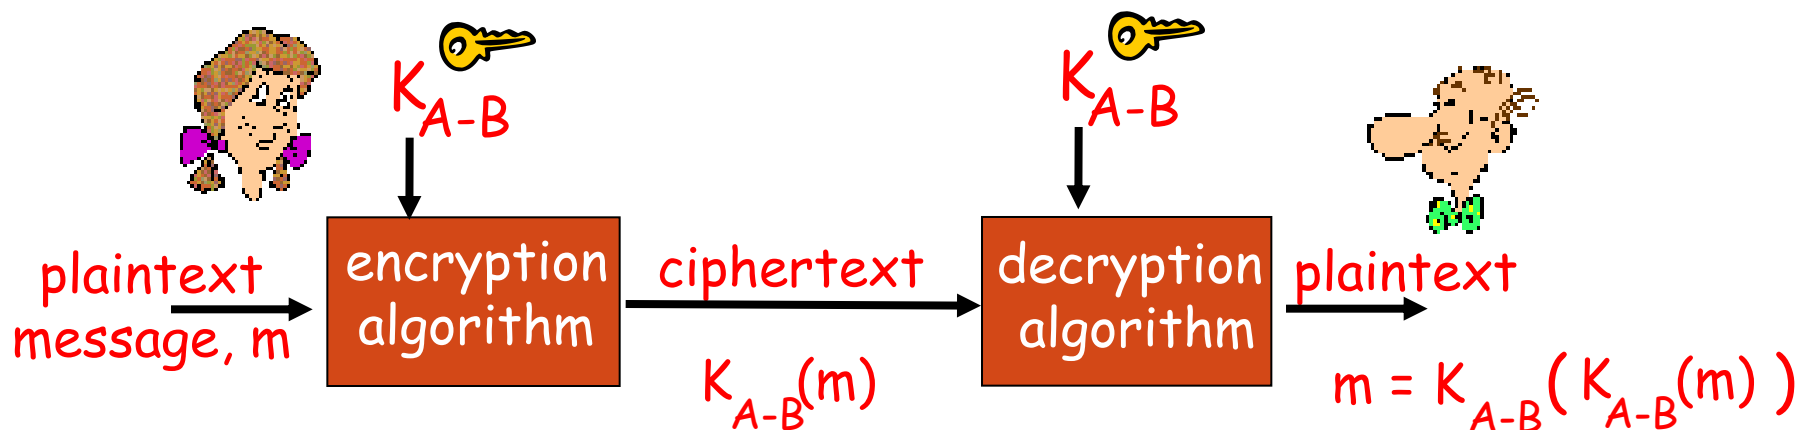 K A-B
K A-B
plaintext
message, m
encryption
algorithm
ciphertext
K A-B (m)
decryption
algorithm
plaintext
m = K A-B ( K A-B (m) )